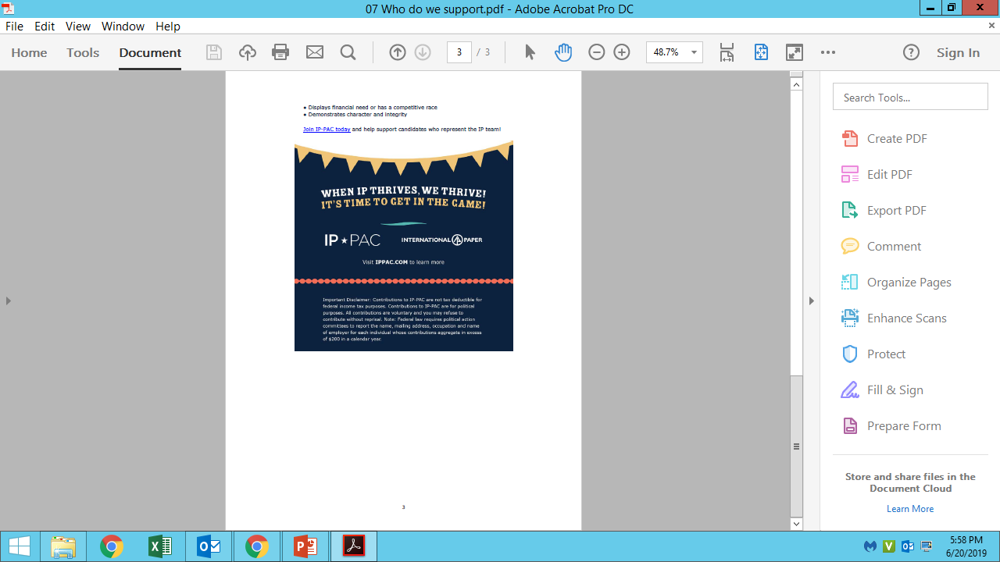 07 Who do we support.pdf - Adobe Acrobat Pro DC
File Edit View Window Help
Home Tools Document 3 / 3 48.7% Sign In
● Displays financial need or has a competitive race
● Demonstrates character and integrity
Join IP-PAC today and help support candidates who represent the IP team!
WHEN IP THRIVES, WE THRIVE!
IT'S TIME TO GET IN THE GAME!
IP★PAC INTERNATIONAL PAPER
Visit IPPAC.COM to learn more
Important Disclaimer: Contributions to IP-PAC are not tax deductible for
federal income tax purposes. Contributions to IP-PAC are for political
purposes. All contributions are voluntary and you may refuse to
contribute without reprisal. Note: Federal law requires political action
committees to report the name, mailing address, occupation and name
of employer for each individual whose contributions aggregate in excess
of $200 in a calendar year.
3
Search Tools...
Create PDF
Edit PDF
Export PDF
Comment
Organize Pages
Enhance Scans
Protect
Fill & Sign
Prepare Form
Store and share files in the
Document Cloud
Learn More
5:58 PM
6/20/2019